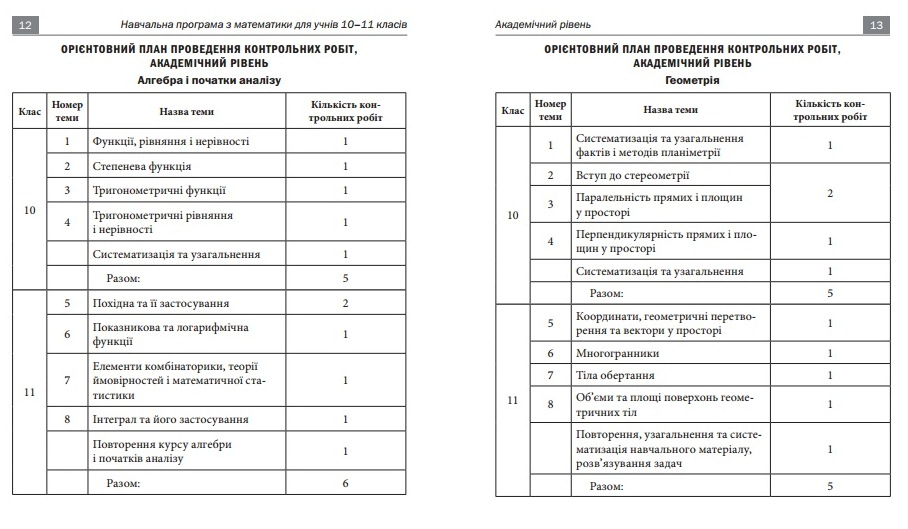 12
Навчальна програма з математики для учнів 10–11 класів
ОРІЄНТОВНИЙ ПЛАН ПРОВЕДЕННЯ КОНТРОЛЬНИХ РОБІТ,
АКАДЕМІЧНИЙ РІВЕНЬ
Алгебра і початки аналізу
Клас Номер теми Назва теми Кількість кон-
трольних робіт
10
1 Функції, рівняння і нерівності 1
2 Степенева функція 1
3 Тригонометричні функції 1
4 Тригонометричні рівняння
і нерівності 1
Систематизація та узагальнення 1
Разом: 5
11
5 Похідна та її застосування 2
6 Показникова та логарифмічна
функції 1
7 Елементи комбінаторики, теорії
ймовірностей і математичної ста-
тистики 1
8 Інтеграл та його застосування 1
Повторення курсу алгебри
і початків аналізу 1
Разом: 6
Академічний рівень
13
ОРІЄНТОВНИЙ ПЛАН ПРОВЕДЕННЯ КОНТРОЛЬНИХ РОБІТ,
АКАДЕМІЧНИЙ РІВЕНЬ
Геометрія
Клас Номер теми Назва теми Кількість кон-
трольних робіт
10
1 Систематизація та узагальнення
фактів і методів планіметрії 1
2 Вступ до стереометрії 2
3 Паралельність прямих і площин
у просторі
4 Перпендикулярність прямих і пло-
щин у просторі 1
Систематизація та узагальнення 1
Разом: 5
11
5 Координати, геометричні перетво-
рення та вектори у просторі 1
6 Многогранники 1
7 Тіла обертання 1
8 Об’єми та площі поверхонь геоме-
тричних тіл 1
Повторення, узагальнення та систе-
матизація навчального матеріалу,
розв’язування задач 1
Разом: 5